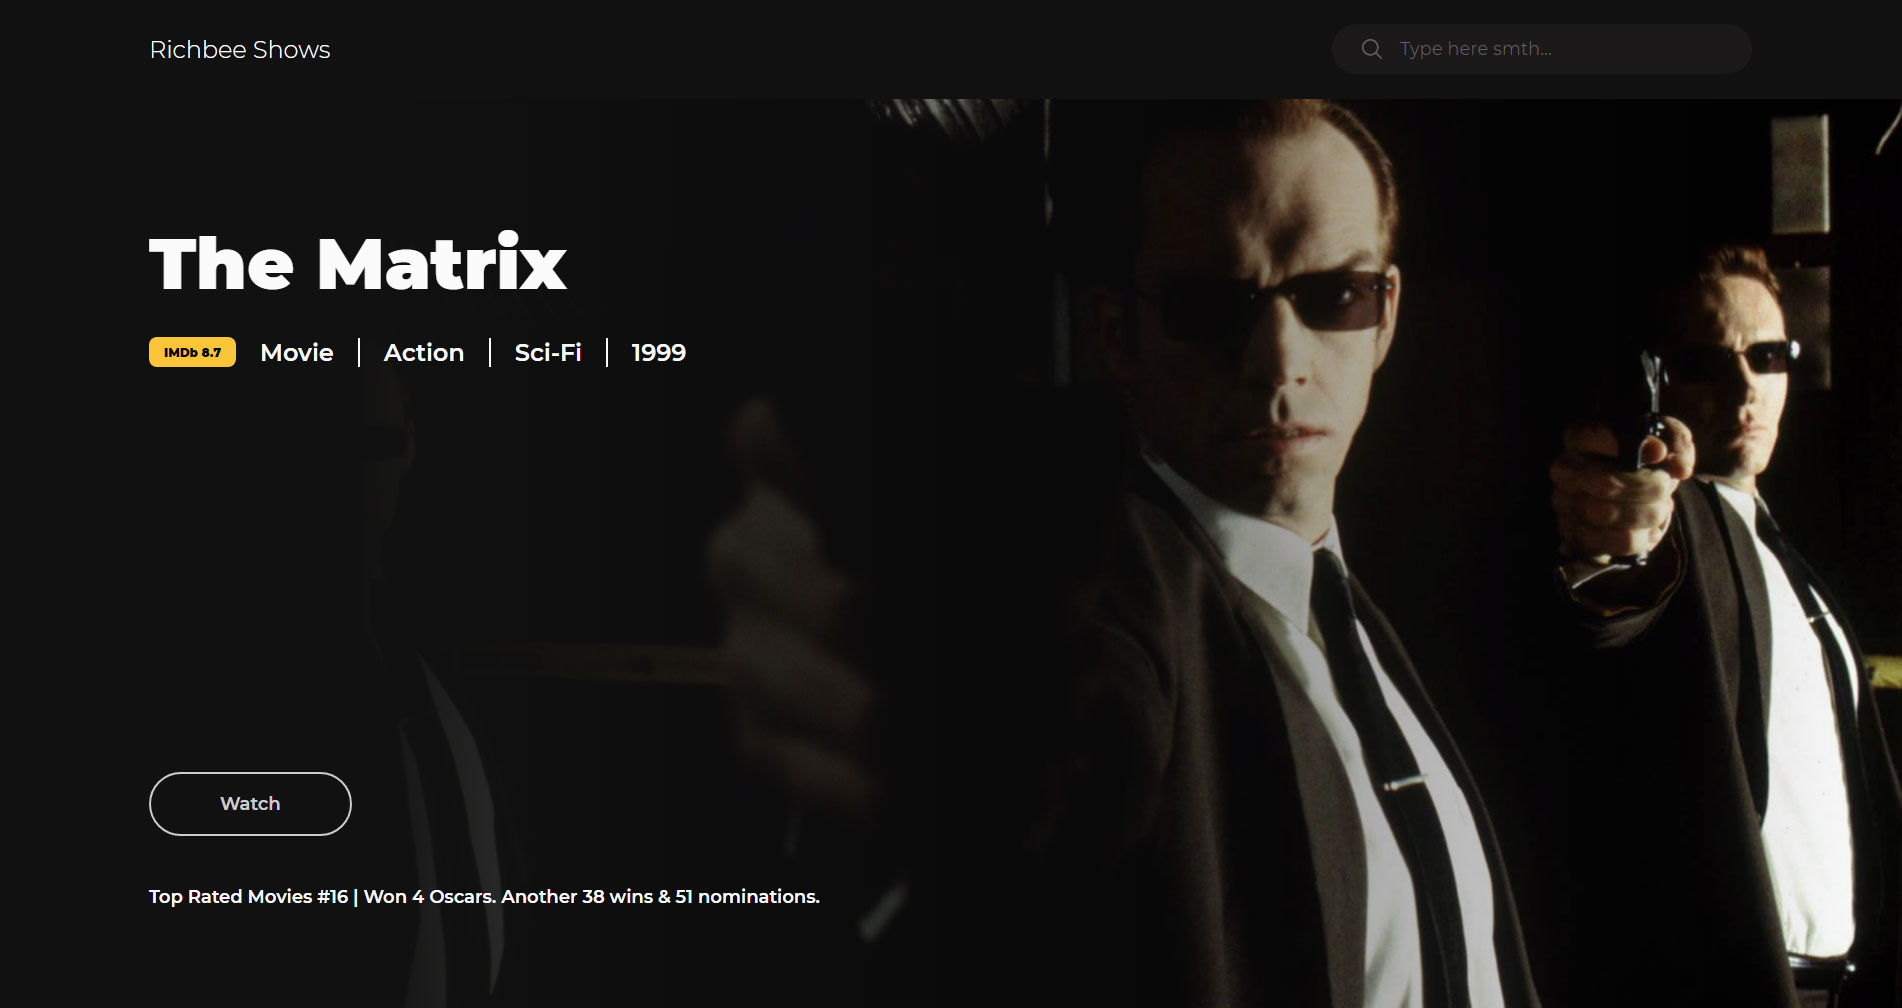 Richbee Shows
Type here smth...
The Matrix
IMDb 8.7 Movie | Action | Sci-Fi | 1999
Watch
Top Rated Movies #16 | Won 4 Oscars. Another 38 wins & 51 nominations.